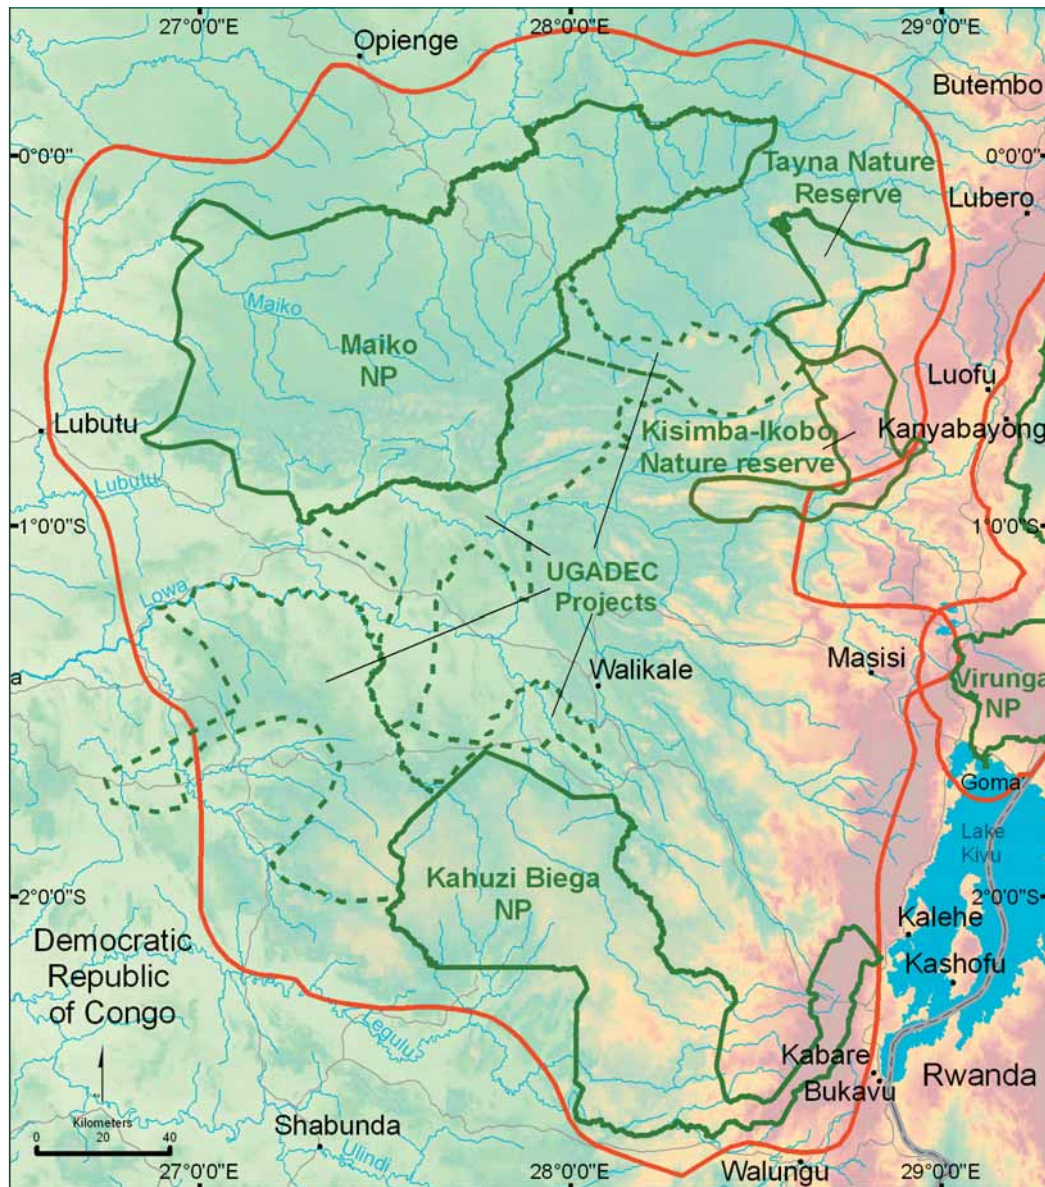 27°0'0"E
28°0'0"E
29°0'0"E
Opienge
Butembo
0°0'0"
0°0'0"
Tayna Nature
Reserve
Lubero
Maiko
Maiko
NP
Luofu
Lubutu
Kisimba-Ikobo
Nature reserve
Kanyabayong
Lubutu
1°0'0"S
1°0'0"S
UGADEC
Projects
Lowa
Walikale
Masisi
a
Virunga
NP
Goma
Lake
Kivu
Kahuzi Biega
NP
2°0'0"S
2°0'0"S
Kalehe
Democratic
Republic
of Congo
Kashofu
Legulu
Kabare
Bukavu
Rwanda
Kilometers
0 20 40
Shabunda
Ulindi
Walungu
27°0'0"E
28°0'0"E
29°0'0"E